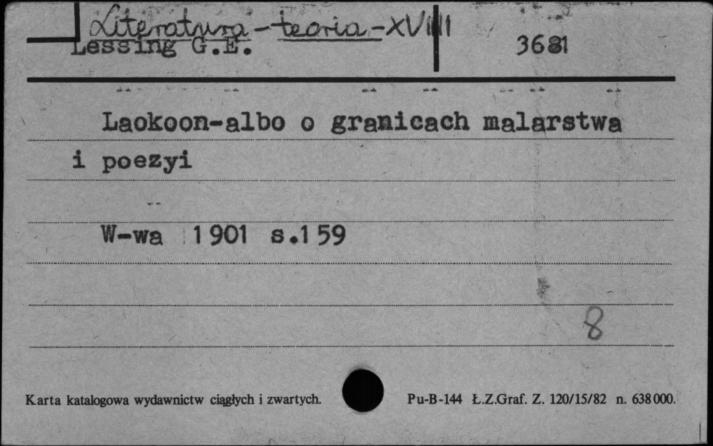 Literatura - teoria - XVIII
Lessing G.E. 3681
Laokoon-albo o granicach malarstwa
i poezyi
W-wa 1901 s.159
8
Karta katalogowa wydawnictw ciągłych i zwartych. Pu-B-144 Ł.Z.Graf. Z. 120/15/82 n. 638000.